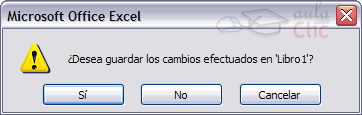 Microsoft Office Excel
aula
Clic
¿Desea guardar los cambios efectuados en 'Libro1'?
Sí
No
Cancelar